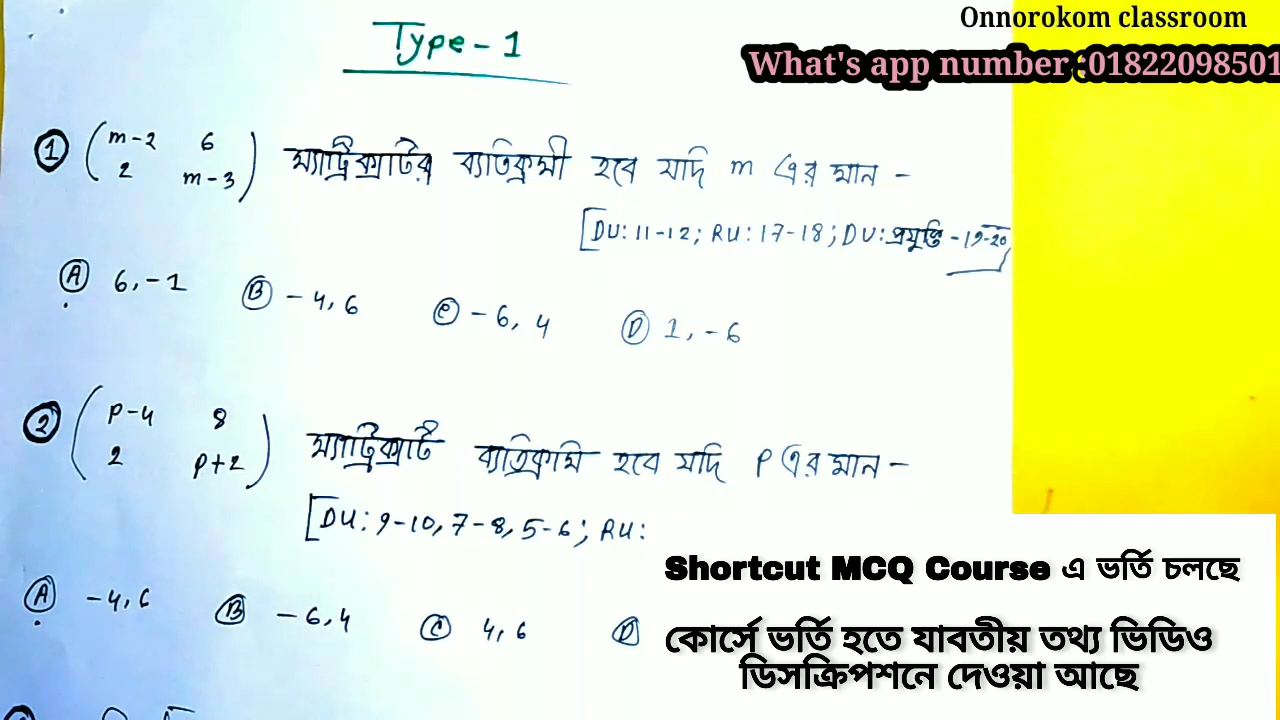 Onnorokom classroom
What's app number :01822098501
Type - 1
① (m-2 6
2 m-3) ম্যাট্রিক্সটির ব্যতিক্রমী হবে যদি m এর মান -
[DU: 11-12; RU: 17-18; DU: প্রযুক্তি - 19-20]
Ⓐ 6, -1 Ⓑ -4, 6 Ⓒ -6, 4 Ⓓ 1, -6
② (P-4 8
2 P+2) ম্যাট্রিক্সটি ব্যতিক্রমি হবে যদি P এর মান -
[DU: 9-10, 7-8, 5-6; RU:
Ⓐ -4, 6 Ⓑ -6, 4 Ⓒ 4, 6 Ⓓ
Shortcut MCQ Course এ ভর্তি চলছে
কোর্সে ভর্তি হতে যাবতীয় তথ্য ভিডিও
ডিসক্রিপশনে দেওয়া আছে